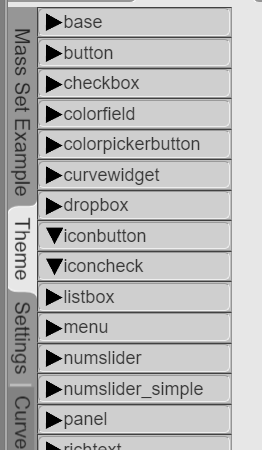 Mass Set Example
Theme
Settings
Curve
base
button
checkbox
colorfield
colorpickerbutton
curvewidget
dropbox
iconbutton
iconcheck
listbox
menu
numslider
numslider_simple
panel
richtext